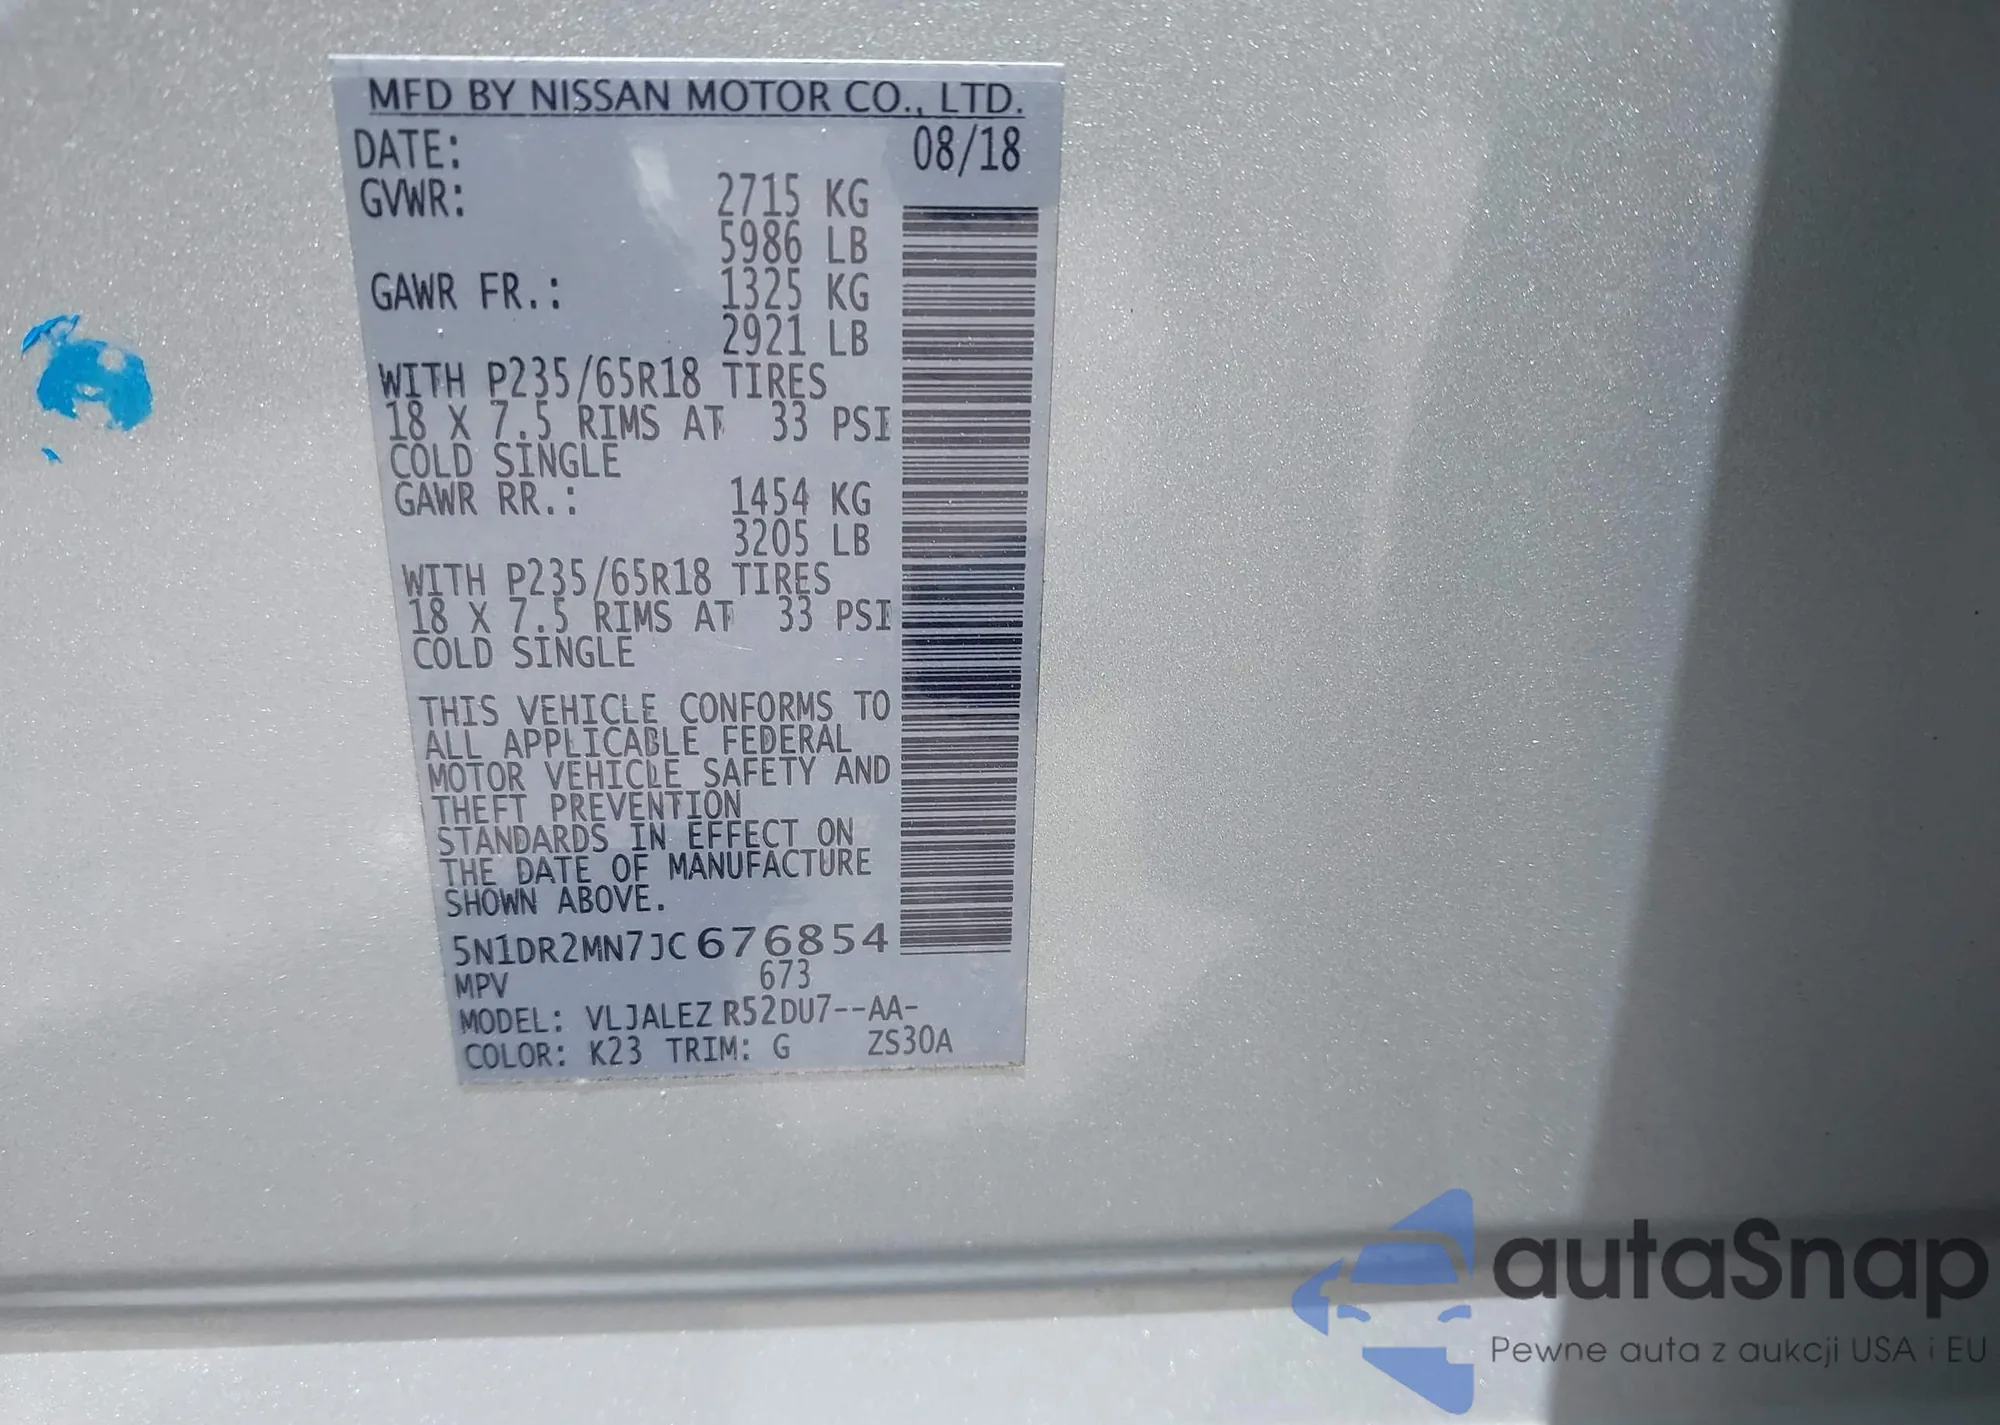 MFD BY NISSAN MOTOR CO., LTD.
DATE: 08/18
GVWR: 2715 KG
5986 LB
GAWR FR.: 1325 KG
2921 LB
WITH P235/65R18 TIRES
18 X 7.5 RIMS AT 33 PSI
COLD SINGLE
GAWR RR.: 1454 KG
3205 LB
WITH P235/65R18 TIRES
18 X 7.5 RIMS AT 33 PSI
COLD SINGLE
THIS VEHICLE CONFORMS TO
ALL APPLICABLE FEDERAL
MOTOR VEHICLE SAFETY AND
THEFT PREVENTION
STANDARDS IN EFFECT ON
THE DATE OF MANUFACTURE
SHOWN ABOVE.
5N1DR2MN7JC676854
MPV 673
MODEL: VLJALEZ R52DU7--AA-
COLOR: K23 TRIM: G ZS30A
autaSnap
Pewne auta z aukcji USA i EU